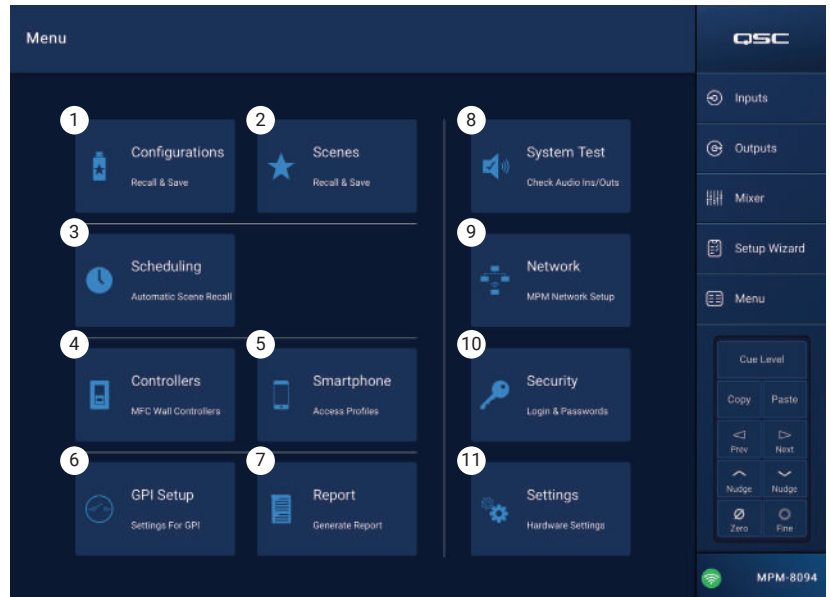 Menu
QSC
1
Configurations
Recall & Save
2
Scenes
Recall & Save
3
Scheduling
Automatic Scene Recall
4
Controllers
MFC Wall Controllers
5
Smartphone
Access Profiles
6
GPI Setup
Settings For GPI
7
Report
Generate Report
8
System Test
Check Audio Ins/Outs
9
Network
MPM Network Setup
10
Security
Login & Passwords
11
Settings
Hardware Settings
Inputs
Outputs
Mixer
Setup Wizard
Menu
Cue Level
Copy Paste
Prev Next
Nudge Nudge
Zero Fine
MPM-8094